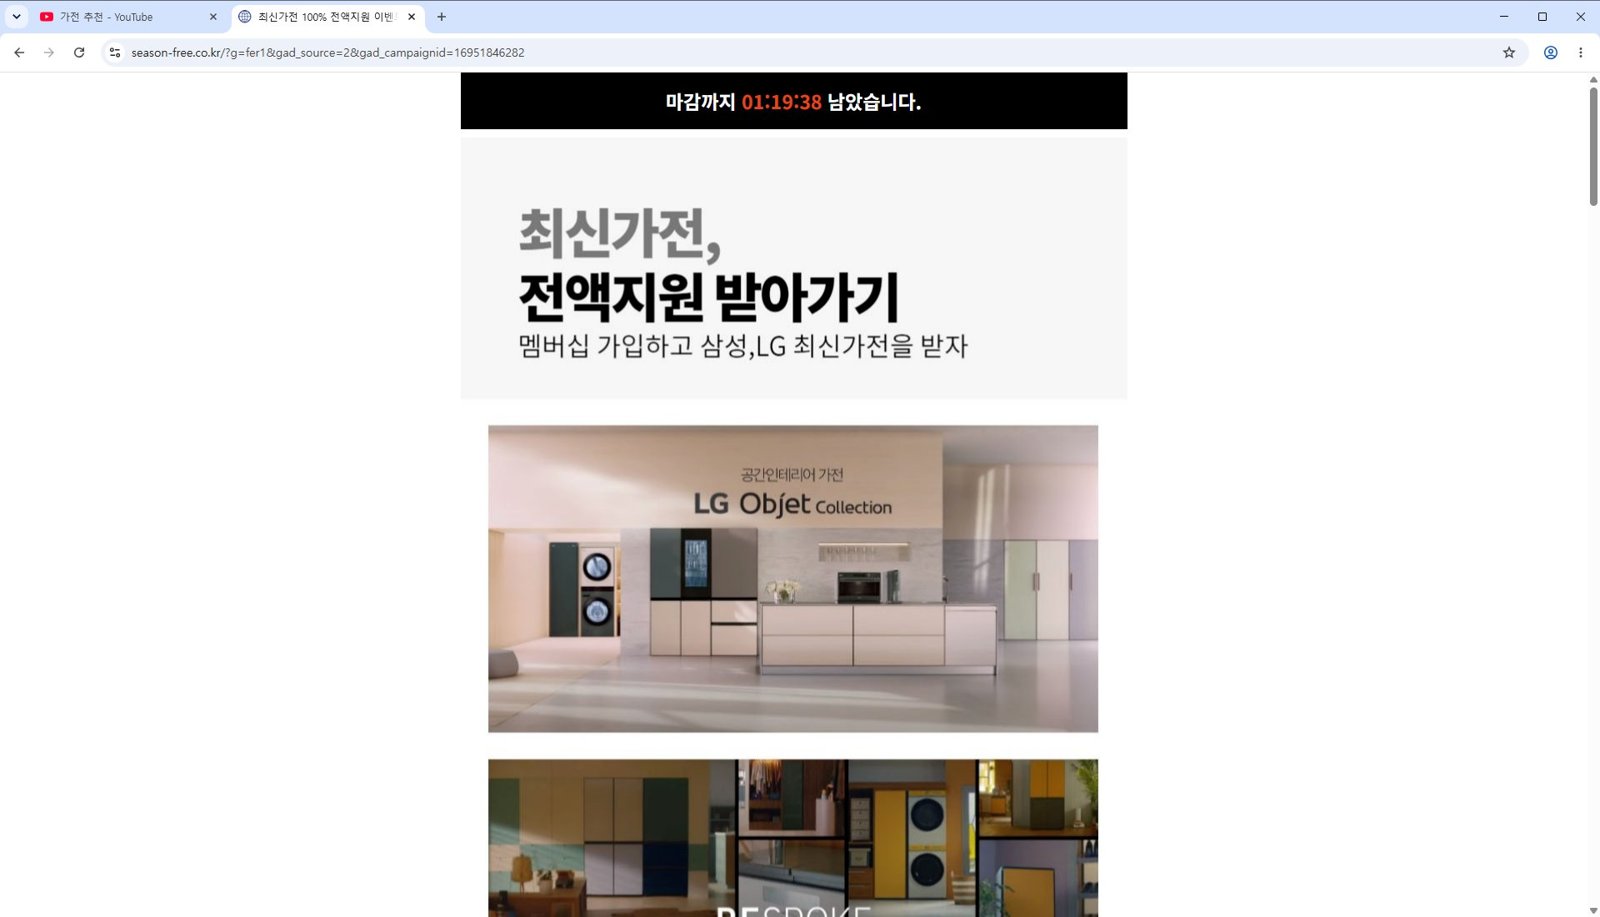 가전 추천 - YouTube
최신가전 100% 전액지원 이벤
season-free.co.kr/?g=fer1&gad_source=2&gad_campaignid=16951846282
마감까지 01:19:38 남았습니다.
최신가전,
전액지원 받아가기
멤버십 가입하고 삼성,LG 최신가전을 받자
공간인테리어 가전
LG Objet Collection
BESPOKE